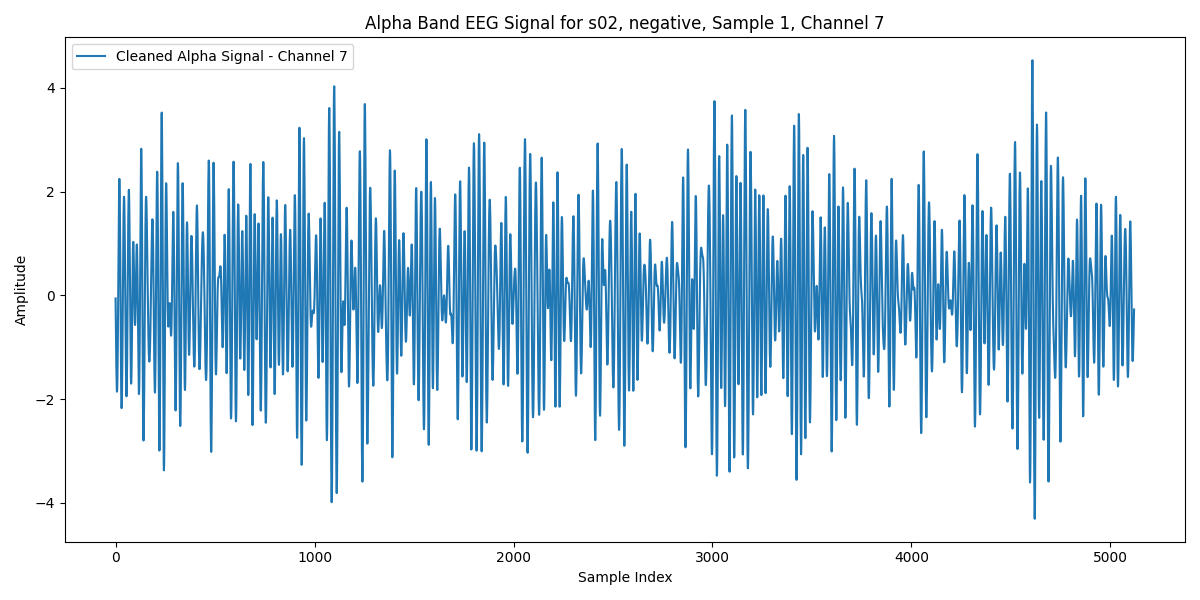 Alpha Band EEG Signal for s02, negative, Sample 1, Channel 7
Cleaned Alpha Signal - Channel 7
Amplitude
4
2
0
−2
−4
0 1000 2000 3000 4000 5000
Sample Index